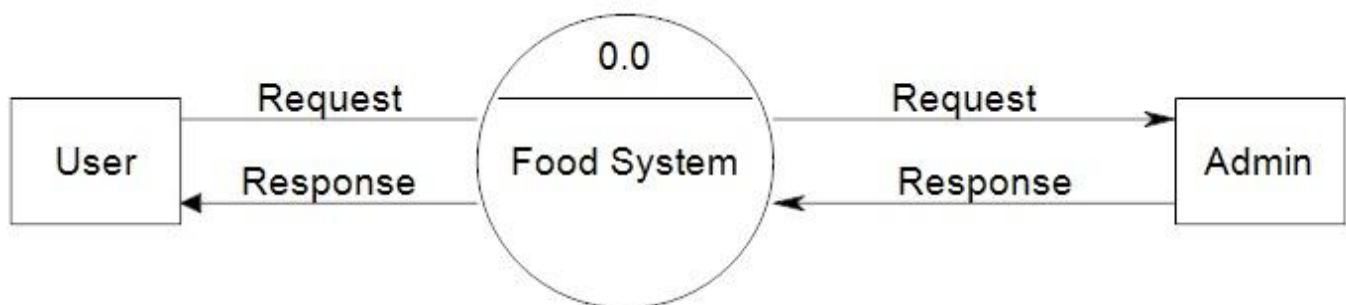 0.0
Request
Request
User
Food System
Admin
Response
Response